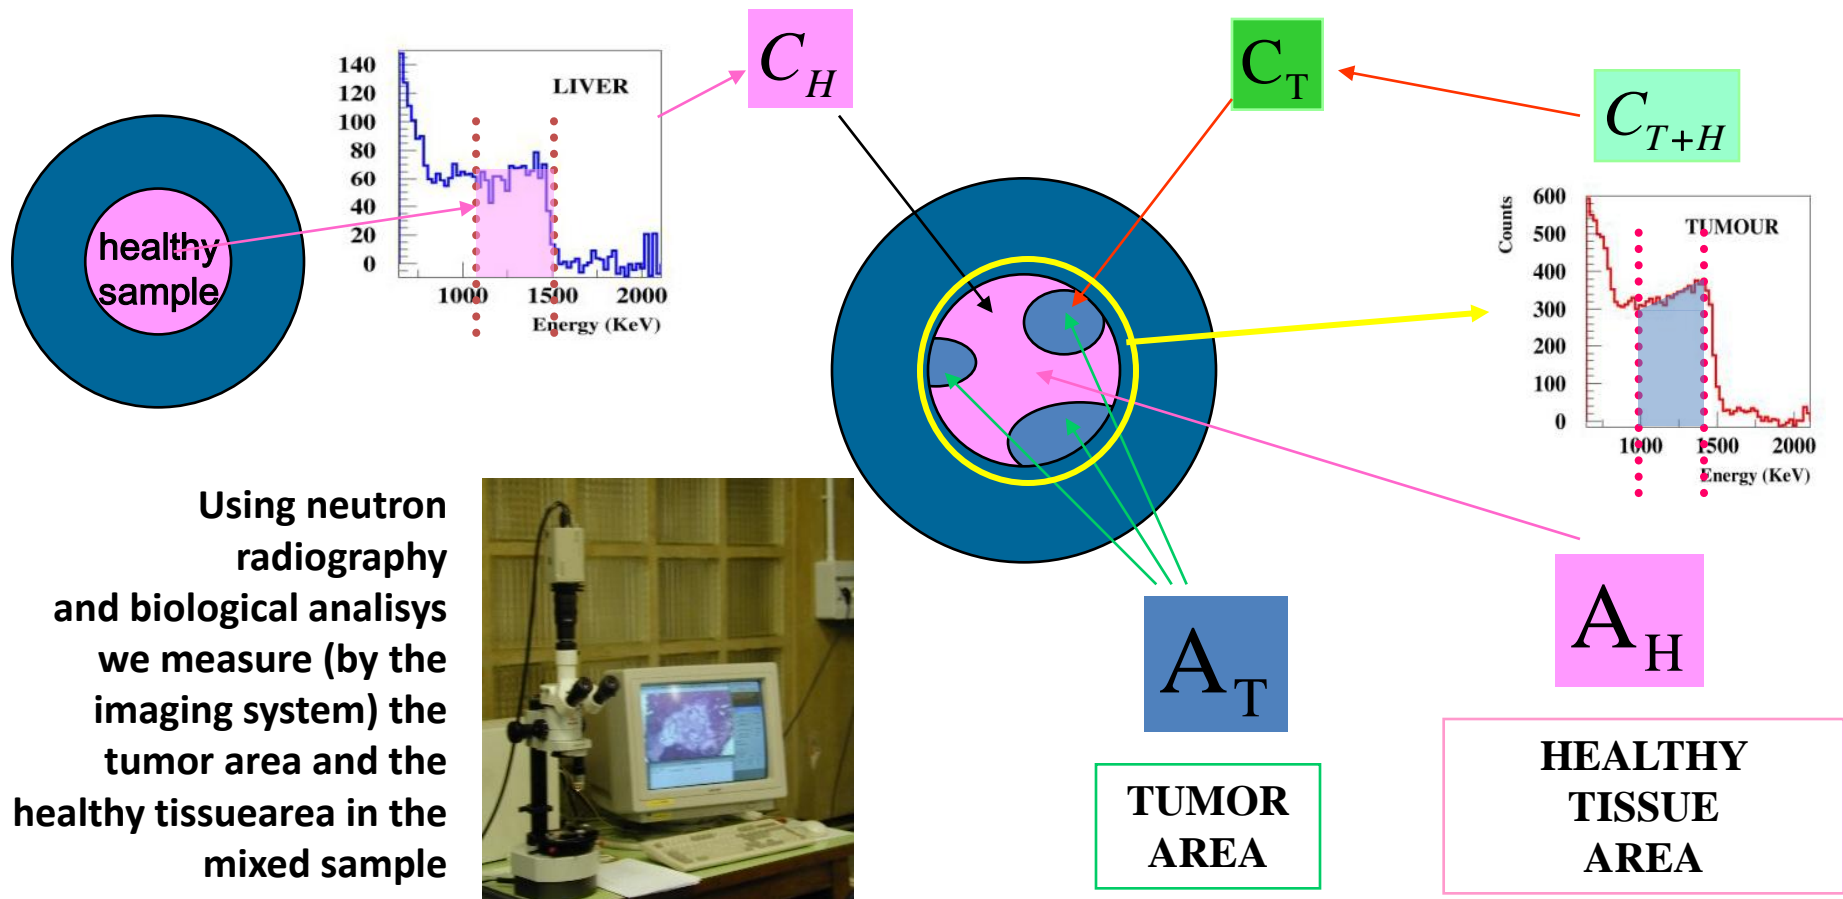 140
120
100
80
60
40
20
0
LIVER
1000
1500
2000
Energy (KeV)
healthy
sample
C_H
C_T
C_{T+H}
Counts
600
500
400
300
200
100
0
TUMOUR
1000
1500
2000
Energy (KeV)
Using neutron
radiography
and biological analisys
we measure (by the
imaging system) the
tumor area and the
healthy tissuearea in the
mixed sample
A_T
TUMOR
AREA
A_H
HEALTHY
TISSUE
AREA